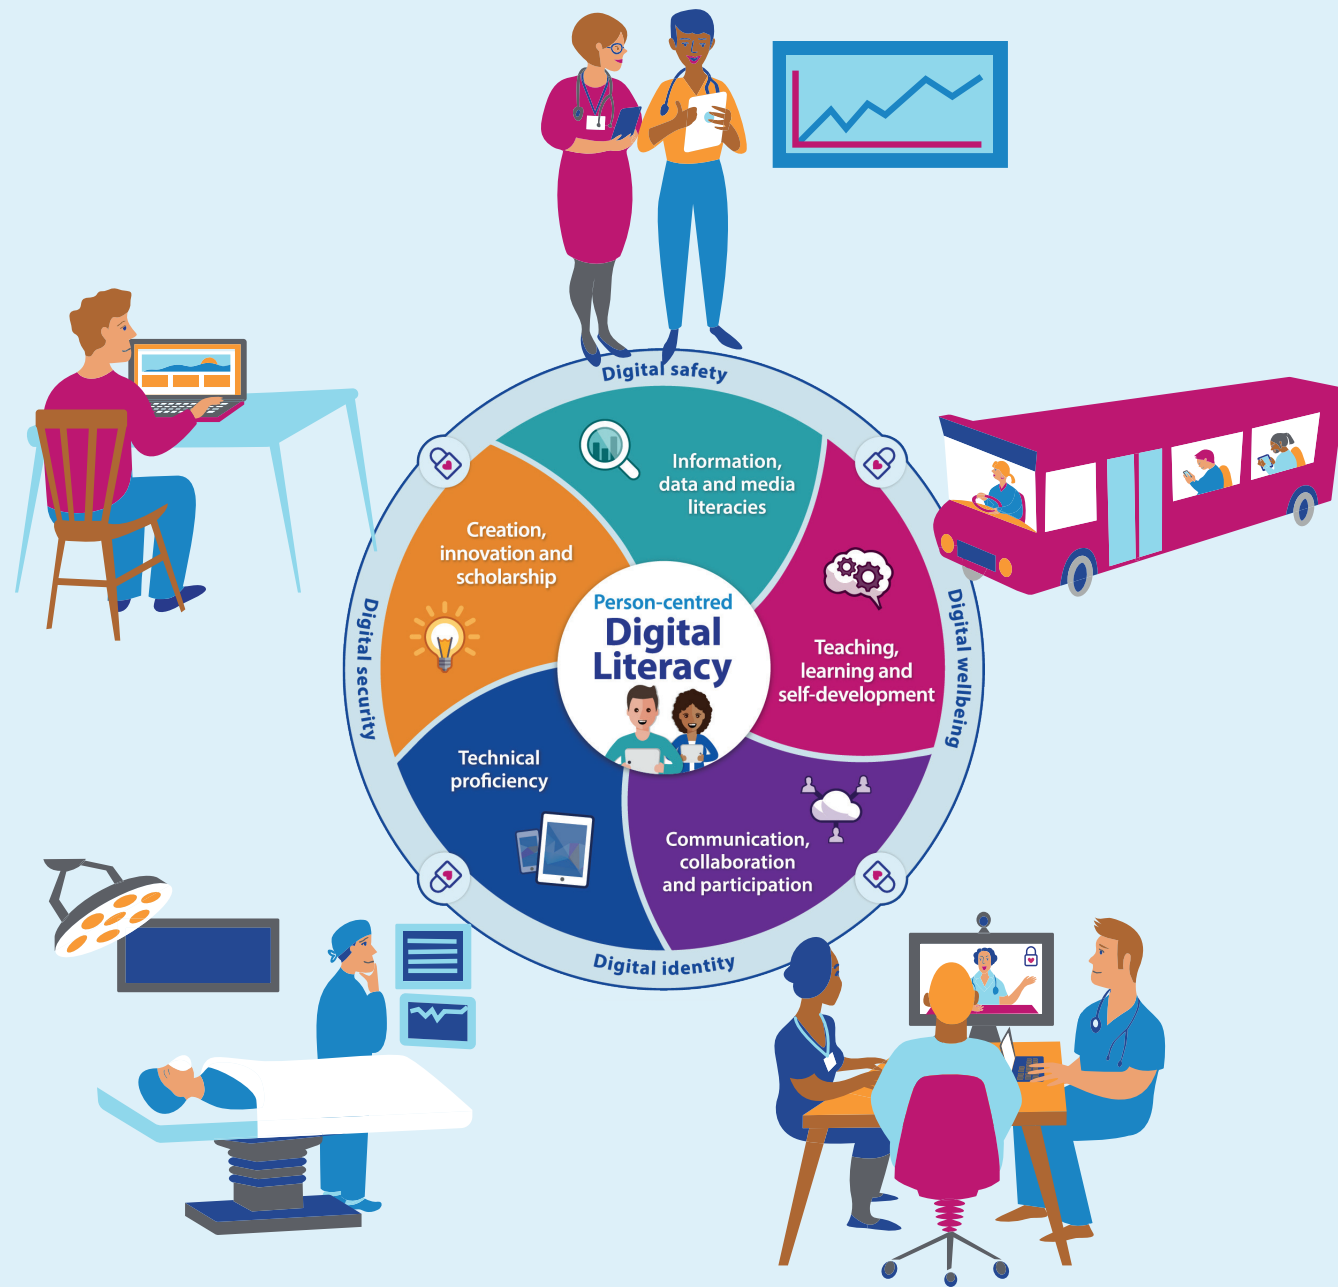 Digital safety
Information,
data and media
literacies
Creation,
innovation and
scholarship
Person-centred
Digital
Literacy
Teaching,
learning and
self-development
Digital security
Digital wellbeing
Technical
proficiency
Communication,
collaboration
and participation
Digital identity